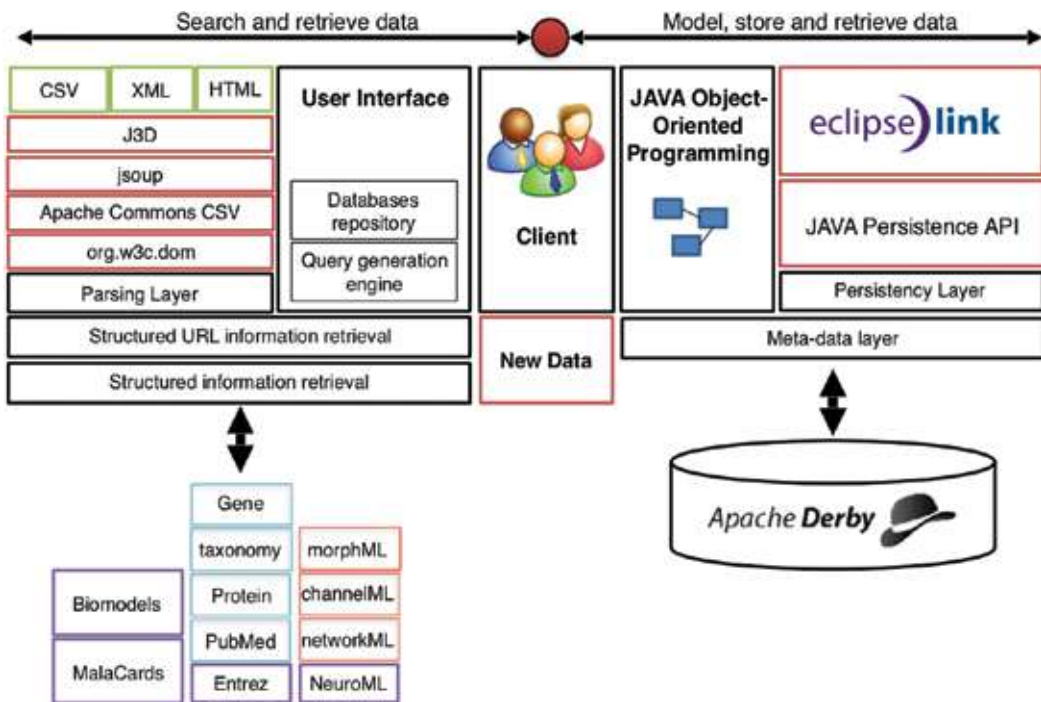 Search and retrieve data
Model, store and retrieve data
CSV
XML
HTML
J3D
jsoup
Apache Commons CSV
org.w3c.dom
Parsing Layer
User Interface
Databases
repository
Query generation
engine
Client
JAVA Object-
Oriented
Programming
eclipse link
JAVA Persistence API
Persistency Layer
Structured URL information retrieval
Structured information retrieval
New Data
Meta-data layer
Gene
taxonomy
Protein
PubMed
Entrez
morphML
channelML
networkML
NeuroML
Biomodels
MalaCards
Apache Derby